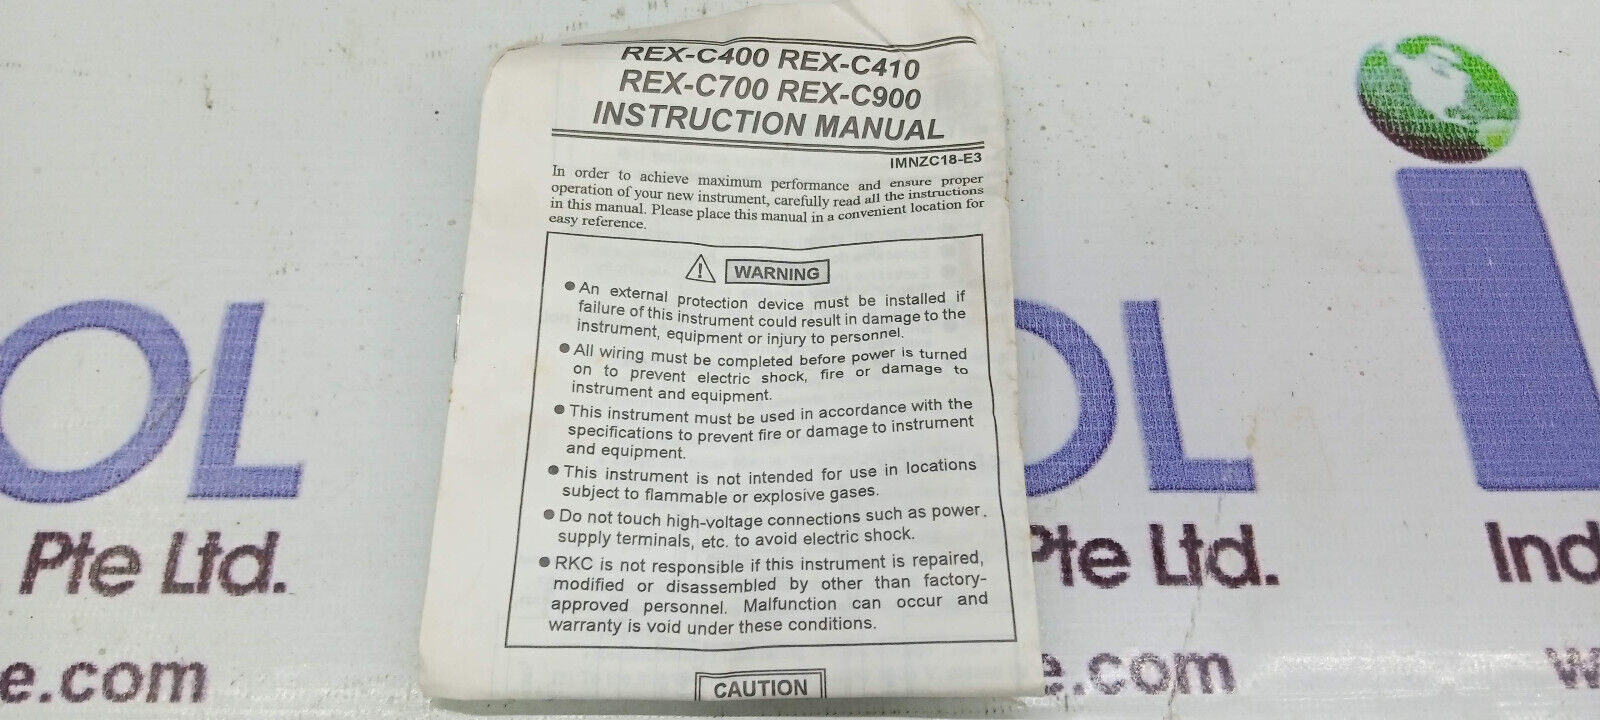 REX-C400 REX-C410
REX-C700 REX-C900
INSTRUCTION MANUAL
IMNZC18-E3
In order to achieve maximum performance and ensure proper
operation of your new instrument, carefully read all the instructions
in this manual. Please place this manual in a convenient location for
easy reference.
WARNING
● An external protection device must be installed if
failure of this instrument could result in damage to the
instrument, equipment or injury to personnel.
● All wiring must be completed before power is turned
on to prevent electric shock, fire or damage to
instrument and equipment.
● This instrument must be used in accordance with the
specifications to prevent fire or damage to instrument
and equipment.
● This instrument is not intended for use in locations
subject to flammable or explosive gases.
● Do not touch high-voltage connections such as power
supply terminals, etc. to avoid electric shock.
● RKC is not responsible if this instrument is repaired,
modified or disassembled by other than factory-
approved personnel. Malfunction can occur and
warranty is void under these conditions.
CAUTION
OL
Pte Ltd.
e.com
OL
Pte Ltd.
e.com
i
Ind
w